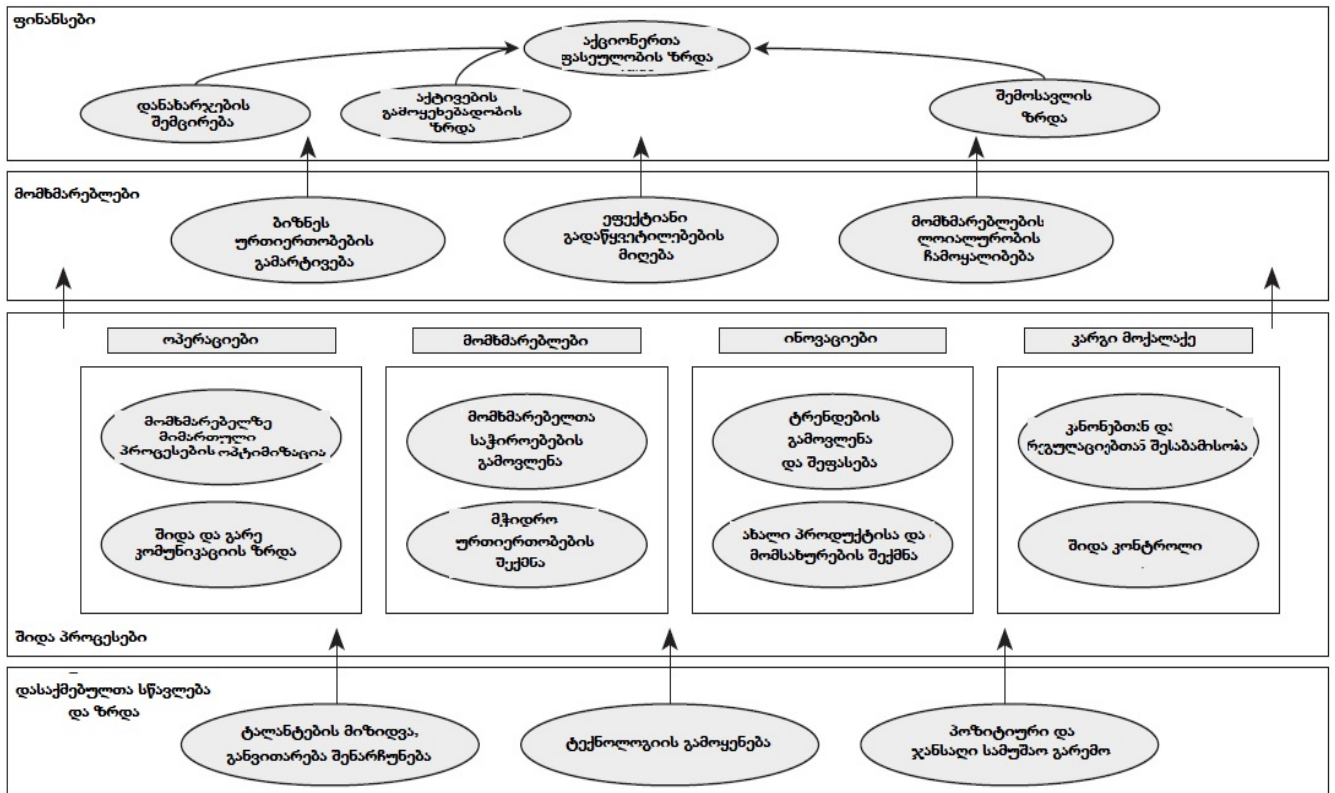 ფინანსები
აქციონერთა
ფასეულობის ზრდა
დანახარჯების
შემცირება
აქტივების
გამოყენებადობის
ზრდა
შემოსავლის
ზრდა
მომხმარებლები
ბიზნეს
ურთიერთობების
გამარტივება
ეფექტიანი
გადაწყვეტილებების
მიღება
მომხმარებლების
ლოიალურობის
ჩამოყალიბება
ოპერაციები
მომხმარებლები
ინოვაციები
კარგი მოქალაქე
მომხმარებელზე
მიმართული
პროცესების ოპტიმიზაცია
შიდა და გარე
კომუნიკაციის ზრდა
მომხმარებელთა
საჭიროებების
გამოვლენა
მჭიდრო
ურთიერთობების
შექმნა
ტრენდების
გამოვლენა
და შეფასება
ახალი პროდუქტისა და
მომსახურების შექმნა
კანონებთან და
რეგულაციებთან შესაბამისობა
შიდა კონტროლი
შიდა პროცესები
დასაქმებულთა სწავლება
და ზრდა
ტალანტების მიზიდვა,
განვითარება შენარჩუნება
ტექნოლოგიის გამოყენება
პოზიტიური და
ჯანსაღი სამუშაო გარემო